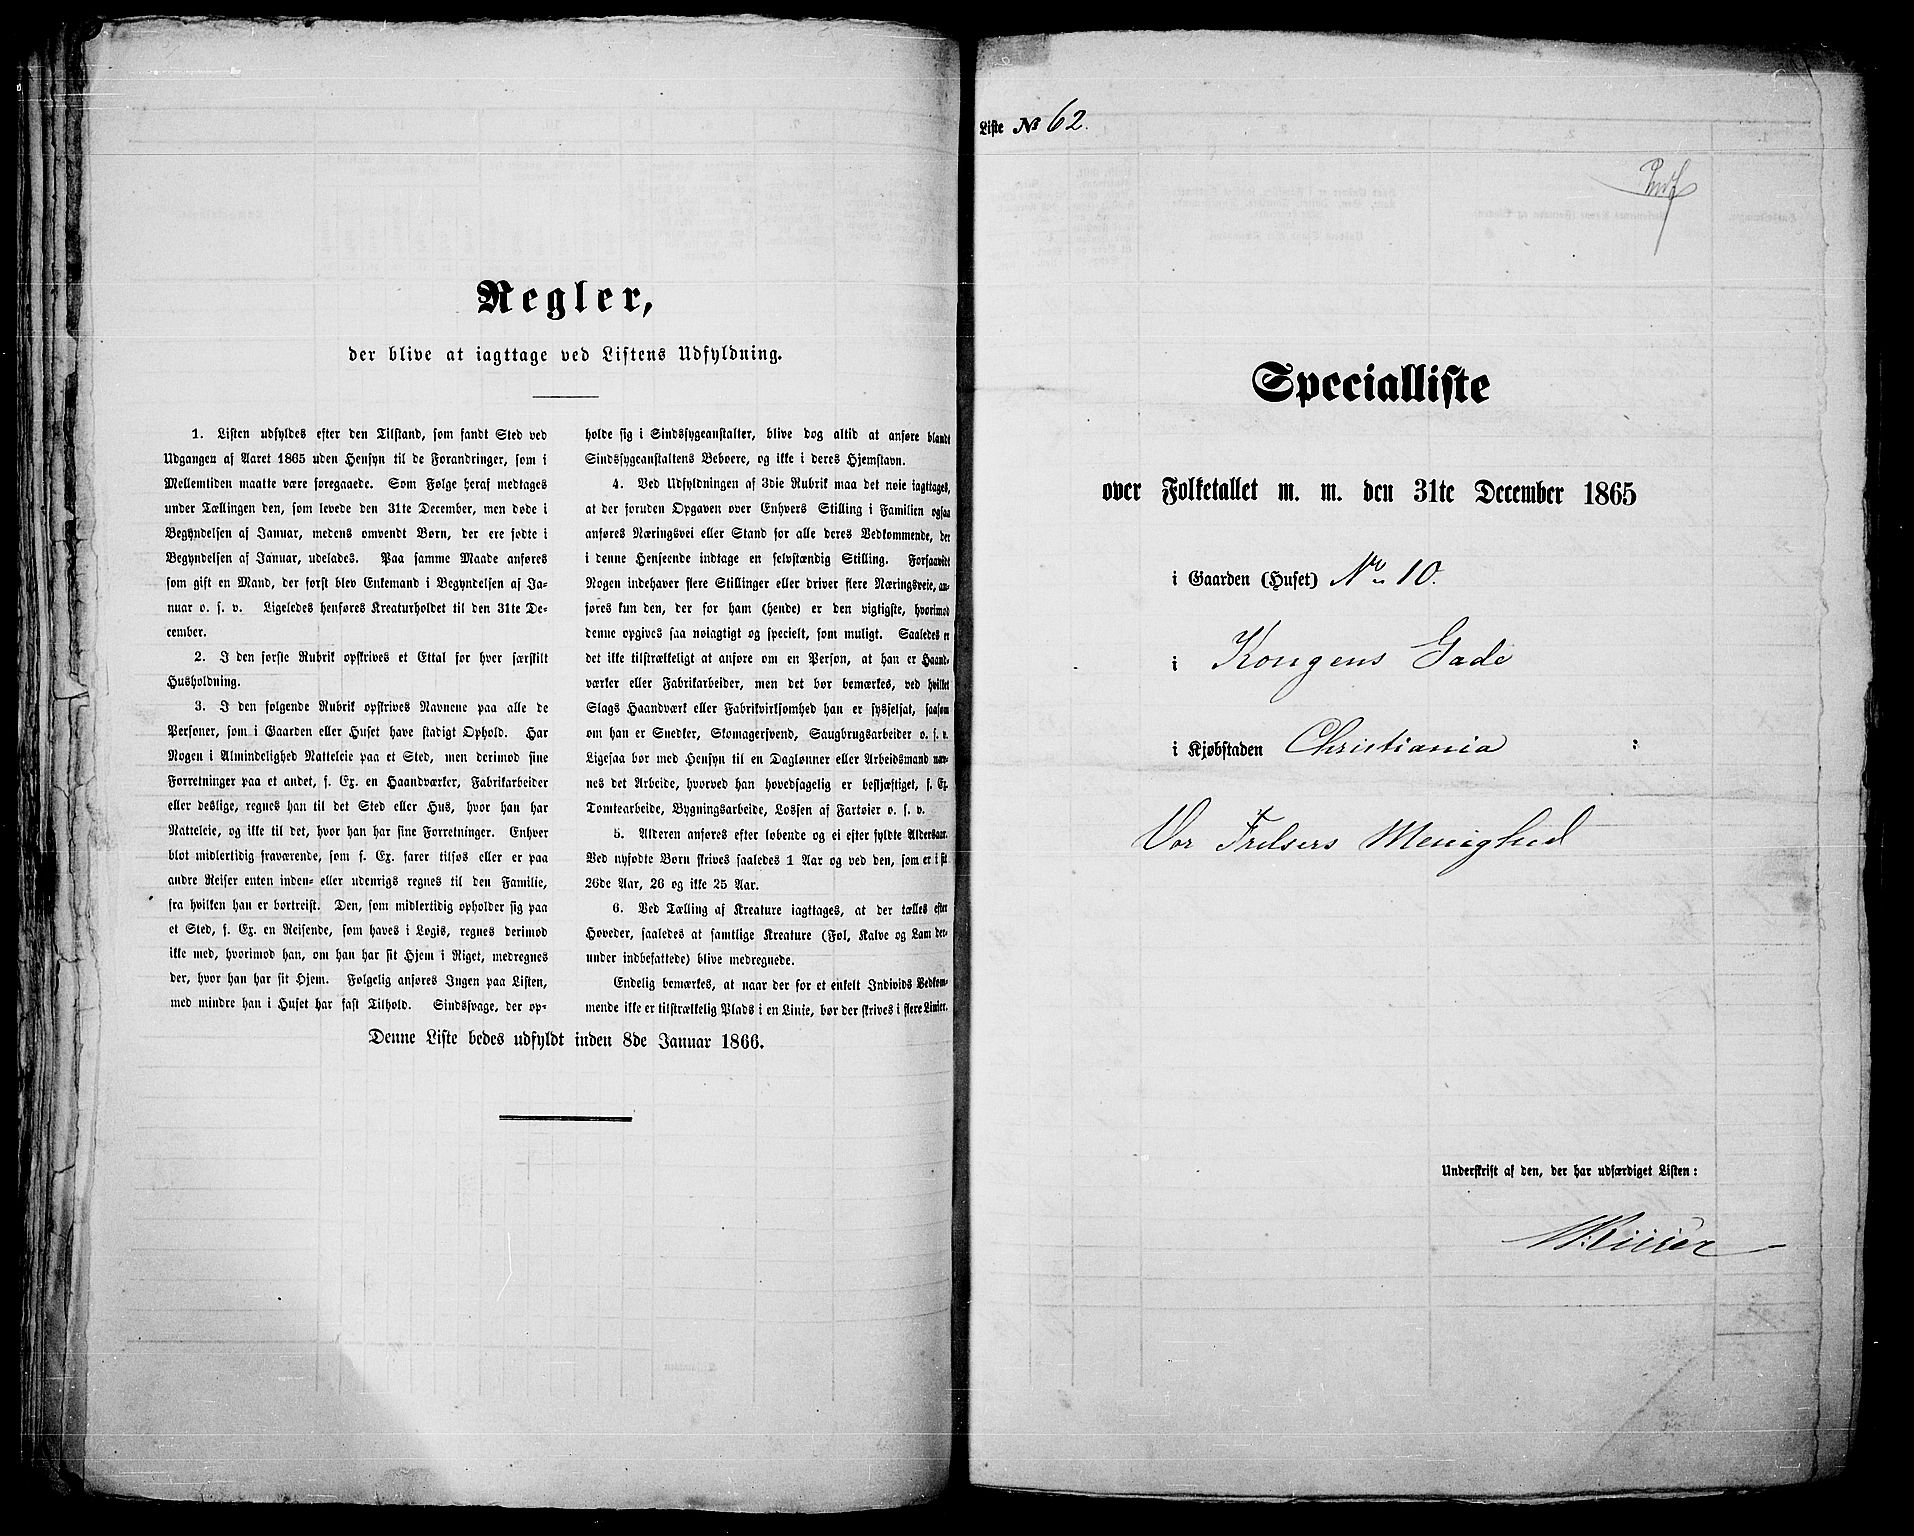 Regler,
der blive at iagttage ved Listens Udfyldning.
1. Listen udfyldes efter den Tilstand, som fandt Sted ved
Udgangen af Aaret 1865 uden Hensyn til de Forandringer, som i
Mellemtiden maatte være foregaaede. Som Følge heraf medtages
under Tællingen den, som levede den 31te December, men døde i
Begyndelsen af Januar, medens omvendt Børn, der ere fødte i
Begyndelsen af Januar, udelades. Paa samme Maade anføres
som gift en Mand, der først blev Enkemand i Begyndelsen af Ja-
nuar o. s. v. Ligeledes henføres Kreaturholdet til den 31te De-
cember.
2. I den første Rubrik opskrives et Ettal for hver særskilt
Husholdning.
3. I den følgende Rubrik opskrives Navnene paa alle de
Personer, som i Gaarden eller Huset have stadigt Ophold. Har
Nogen i Almindelighed Natteleie paa et Sted, men derimod sine
Forretninger paa et andet, f. Ex. en Haandværker, Fabrikarbeider
eller deslige, regnes han til det Sted eller Hus, hvor han har
Natteleie, og ikke til det, hvor han har sine Forretninger. Enhver
blot midlertidig fraværende, som f. Ex. farer tilsøs eller er paa
andre Reiser enten inden- eller udenrigs regnes til den Familie,
fra hvilken han er bortreist. Den, som midlertidig opholder sig paa
et Sted, f. Ex. en Reisende, som haves i Logis, regnes derimod
ikke med, hvorimod han, om han har sit Hjem i Riget, medregnes
der, hvor han har sit Hjem. Følgelig anføres Ingen paa Listen,
med mindre han i Huset har fast Tilhold. Sindssvage, der op-
holde sig i Sindssygeanstalter, blive dog altid at anføre blandt
Sindssygeanstaltens Beboere, og ikke i deres Hjemstavn.
4. Ved Udfyldningen af 3die Rubrik maa det nøie iagttages,
at der foruden Opgaven over Enhvers Stilling i Familien ogsaa
anføres Næringsvei eller Stand for alle deres Vedkommende, der
i denne Henseende indtage en selvstændig Stilling. Forsaavidt
Nogen indehaver flere Stillinger eller driver flere Næringsveie, an-
føres kun den, der for ham (hende) er den vigtigste, hvorimod
denne opgives saa nøiagtigt og specielt, som muligt. Saaledes er
det ikke tilstrækkeligt at anføre om en Person, at han er Haand-
værker eller Fabrikarbeider, men det bør bemærkes, ved hvilket
Slags Haandværk eller Fabrikvirksomhed han er sysselsat, saasom
om han er Snedker, Skomagersvend, Saugbrugsarbeider o. s. v.
Ligesaa bør med Hensyn til en Daglønner eller Arbeidsmand næv-
nes det Arbeide, hvorved han hovedsagelig er beskjæftiget, f. Ex.
Tomtearbeide, Bygningsarbeide, Lossen af Fartøier o. s. v.
5. Alderen anføres efter løbende og ei efter fyldte Aldersaar.
Ved nyfødte Børn skrives saaledes 1 Aar og ved den, som er i sit
26de Aar, 26 og ikke 25 Aar.
6. Ved Tælling af Kreature iagttages, at der tælles efter
Hoveder, saaledes at samtlige Kreature (Føl, Kalve og Lam der-
under indbefattede) blive medregnede.
Endelig bemærkes, at naar der for et enkelt Individs Vedkom-
mende ikke er tilstrækkelig Plads i en Linie, bør der skrives i flere Linier.
Denne Liste bedes udfyldt inden 8de Januar 1866.
Liste № 62.
Specialliste
over Folketallet m. m. den 31te December 1865
i Gaarden (Huset) No 10.
i Kongens Gade
i Kjøbstaden Christiania :
Vor Frelsers Menighed
Underskrift af den, der har udfærdiget Listen: